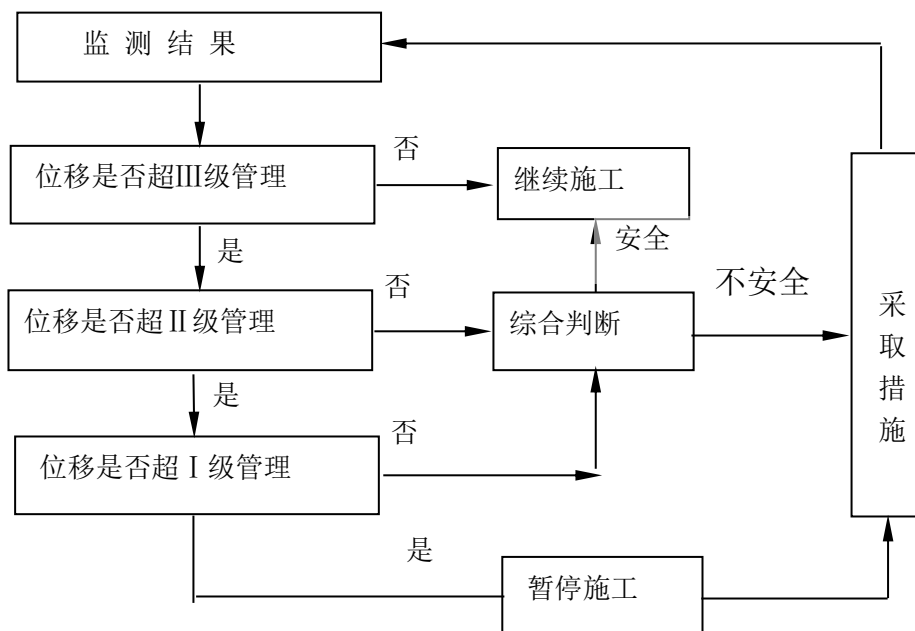 监 测 结 果
位移是否超Ⅲ级管理
否
继续施工
是
安全
位移是否超Ⅱ级管理
否
综合判断
不安全
采
取
措
施
是
位移是否超Ⅰ级管理
否
是
暂停施工